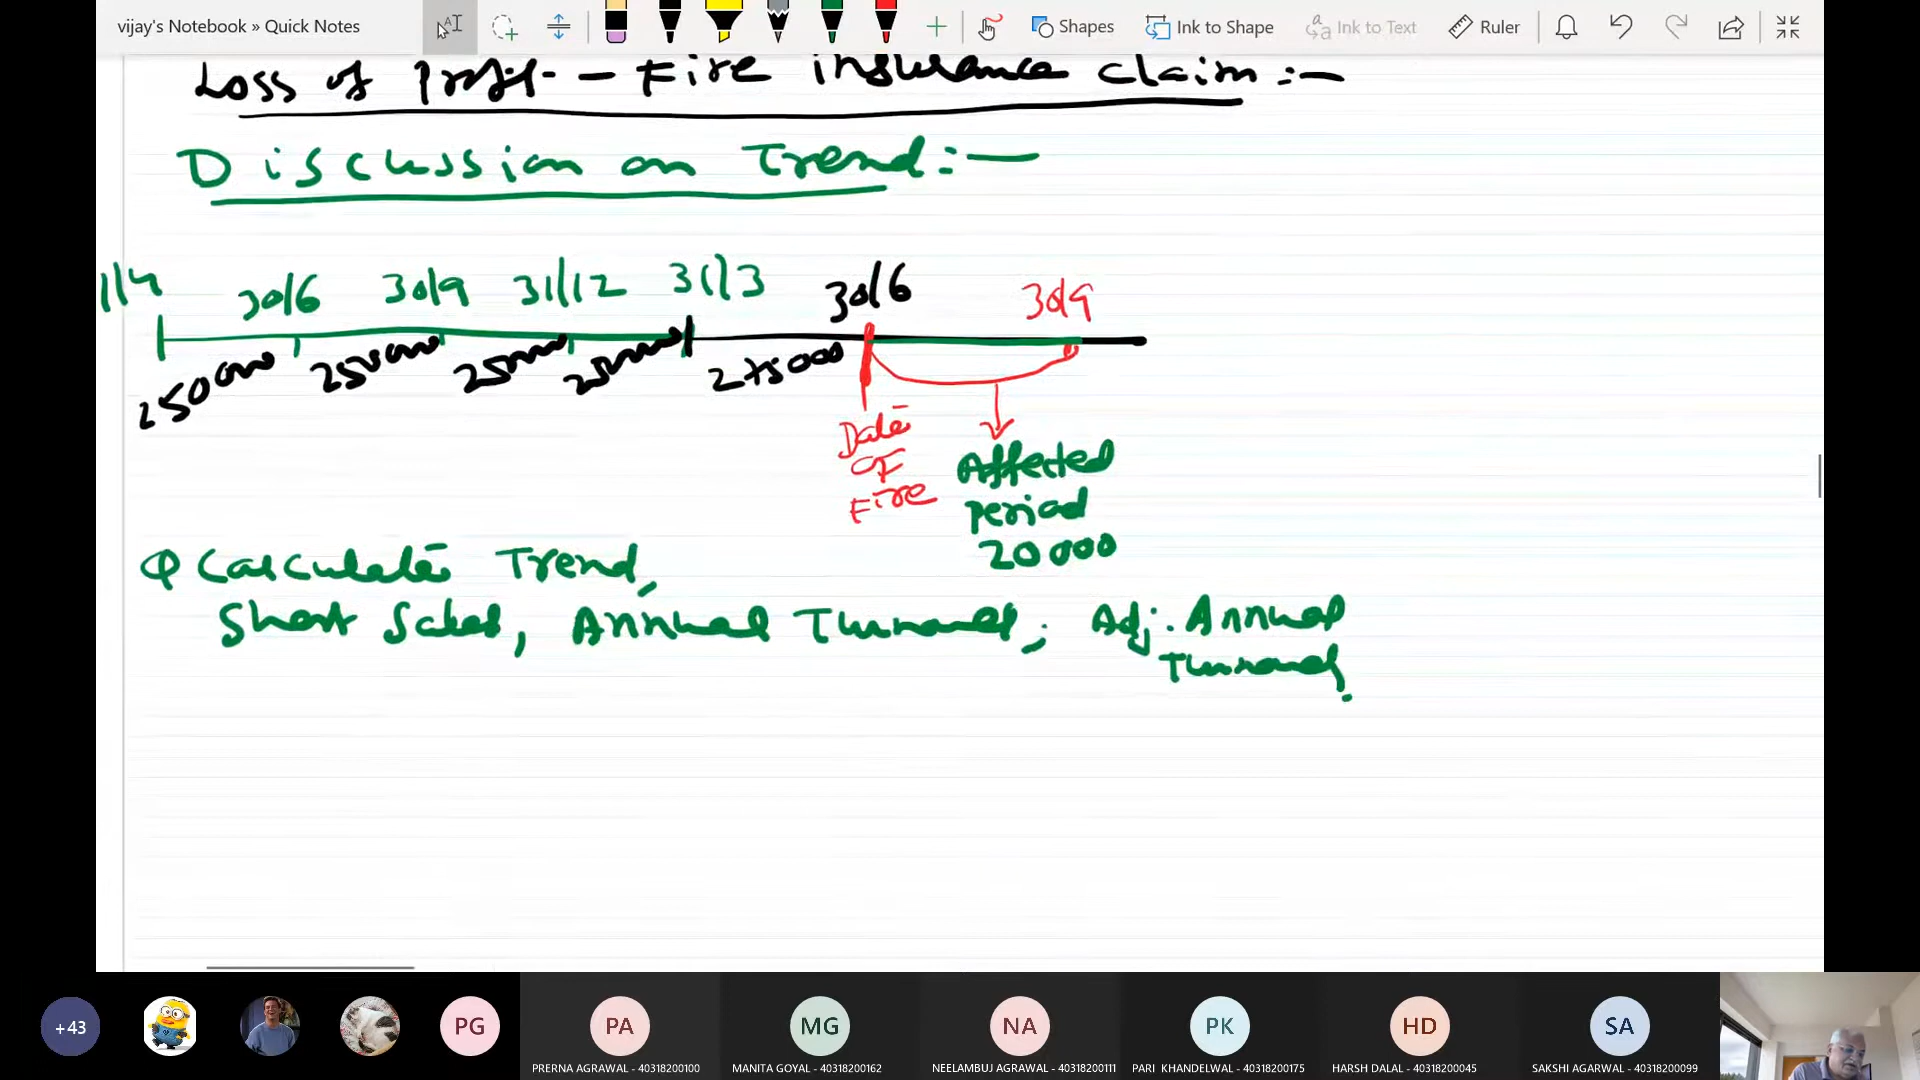 vijay's Notebook » Quick Notes
Shapes
Ink to Shape
Ink to Text
Ruler
Loss of Profit - Fire insurance claim :-
Discussion on Trend :-
1/4 30/6 30/9 31/12 31/3 30/6 30/9
250000 250000 25000 25000 275000
Date of Fire
Affected period 20000
Q Calculate Trend,
Short Sales, Annual Turnover, Adj. Annual
Turnover.
+43
PG
PA
MG
NA
PK
HD
SA
PRERNA AGRAWAL - 40318200100
MANITA GOYAL - 40318200162
NEELAMBUJ AGRAWAL - 40318200111
PARI KHANDELWAL - 40318200175
HARSH DALAL - 40318200045
SAKSHI AGARWAL - 40318200099